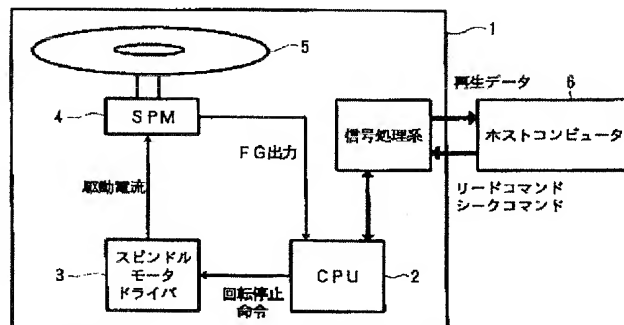 5
1
再生データ
6
4
SPM
信号処理系
ホストコンピュータ
FG出力
駆動電流
リードコマンド
シークコマンド
3
スピンドル
モータ
ドライバ
回転停止
命令
CPU
2